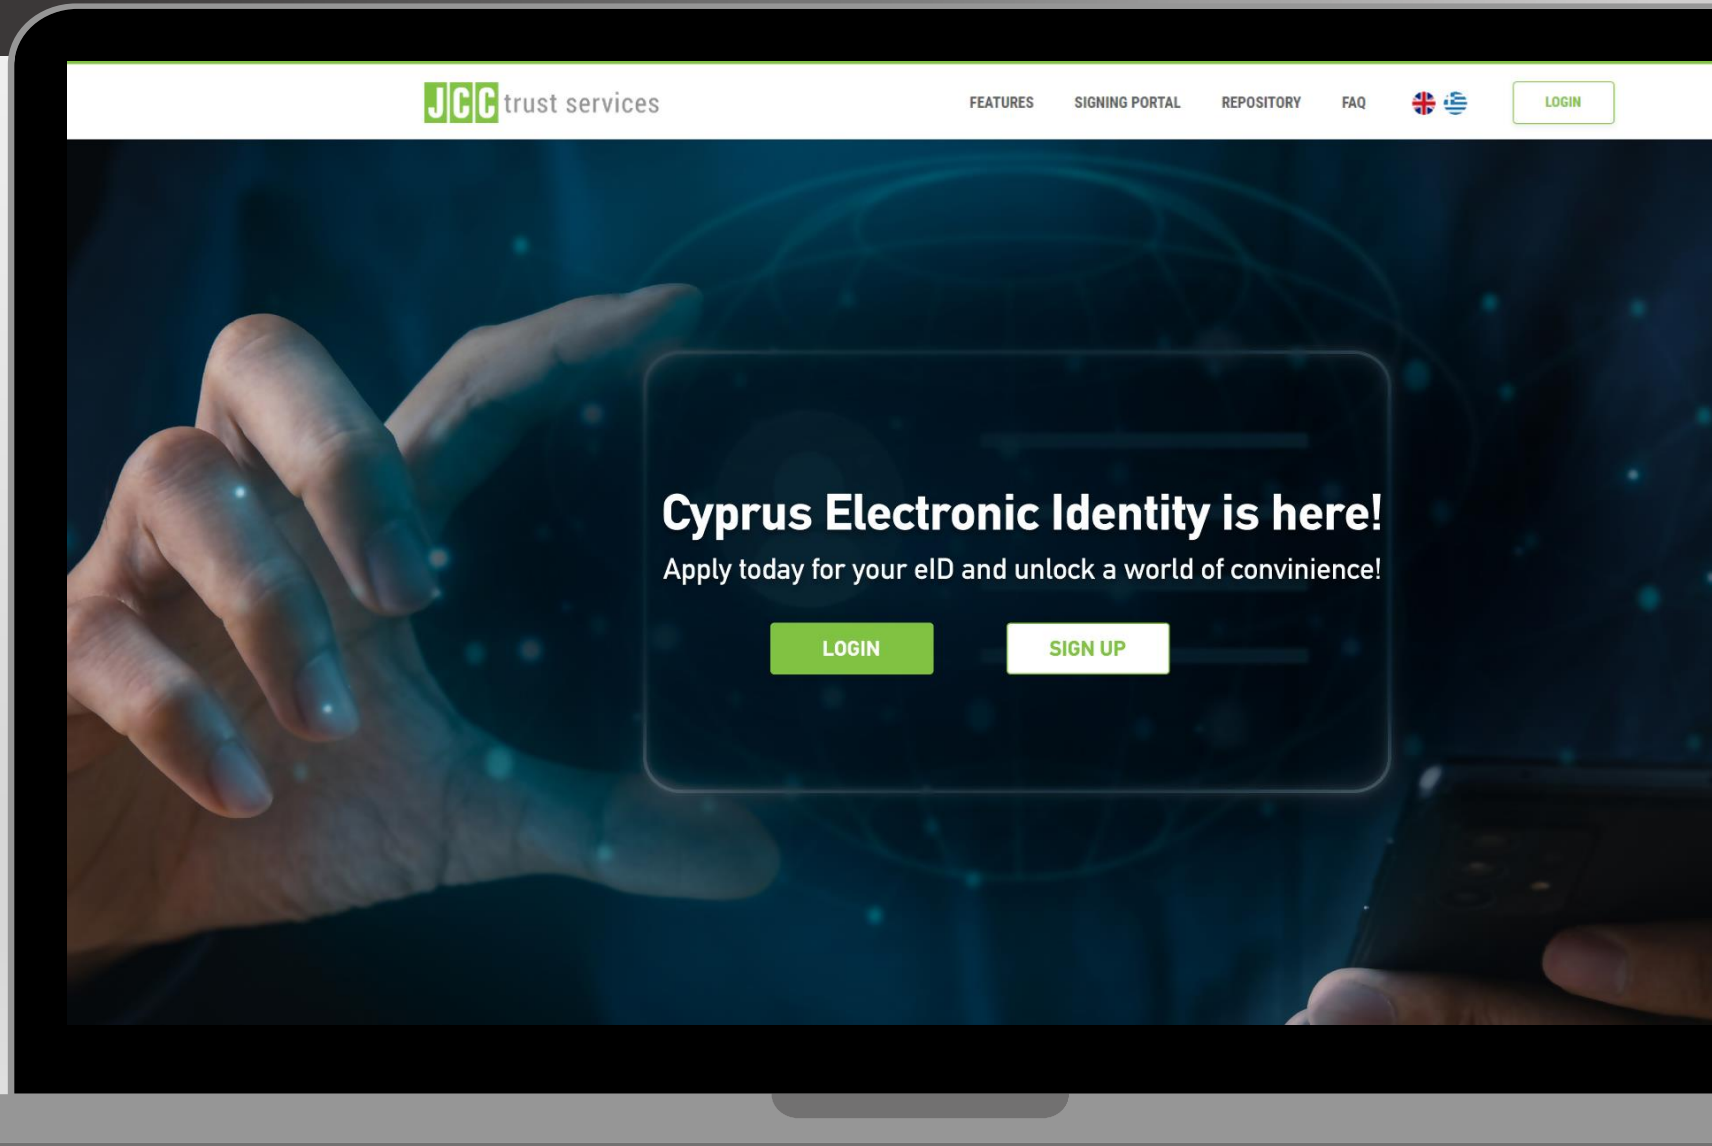 JCC trust services
FEATURES SIGNING PORTAL REPOSITORY FAQ LOGIN
Cyprus Electronic Identity is here!
Apply today for your eID and unlock a world of convinience!
LOGIN SIGN UP